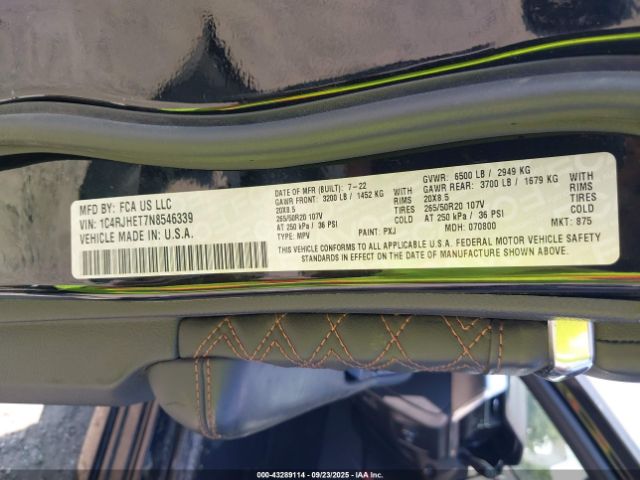 MFD BY: FCA US LLC
VIN: 1C4RJHET7N8546339
VEHICLE MADE IN U.S.A.
DATE OF MFR (BUILT): 7-22
GVWR: 6500 LB / 2949 KG
GAWR FRONT: 3200 LB / 1452 KG WITH
GAWR REAR: 3700 LB / 1679 KG WITH
20X8.5 RIMS
20X8.5 RIMS
265/50R20 107V TIRES
265/50R20 107V TIRES
AT 250 kPa / 36 PSI COLD
AT 250 kPa / 36 PSI COLD
TYPE: MPV PAINT: PXJ MDH: 070800 MKT: 875
THIS VEHICLE CONFORMS TO ALL APPLICABLE U.S.A. FEDERAL MOTOR VEHICLE SAFETY
STANDARDS IN EFFECT ON THE DATE OF MANUFACTURE SHOWN ABOVE.
000-43289114 - 09/23/2025 - IAAI.COM